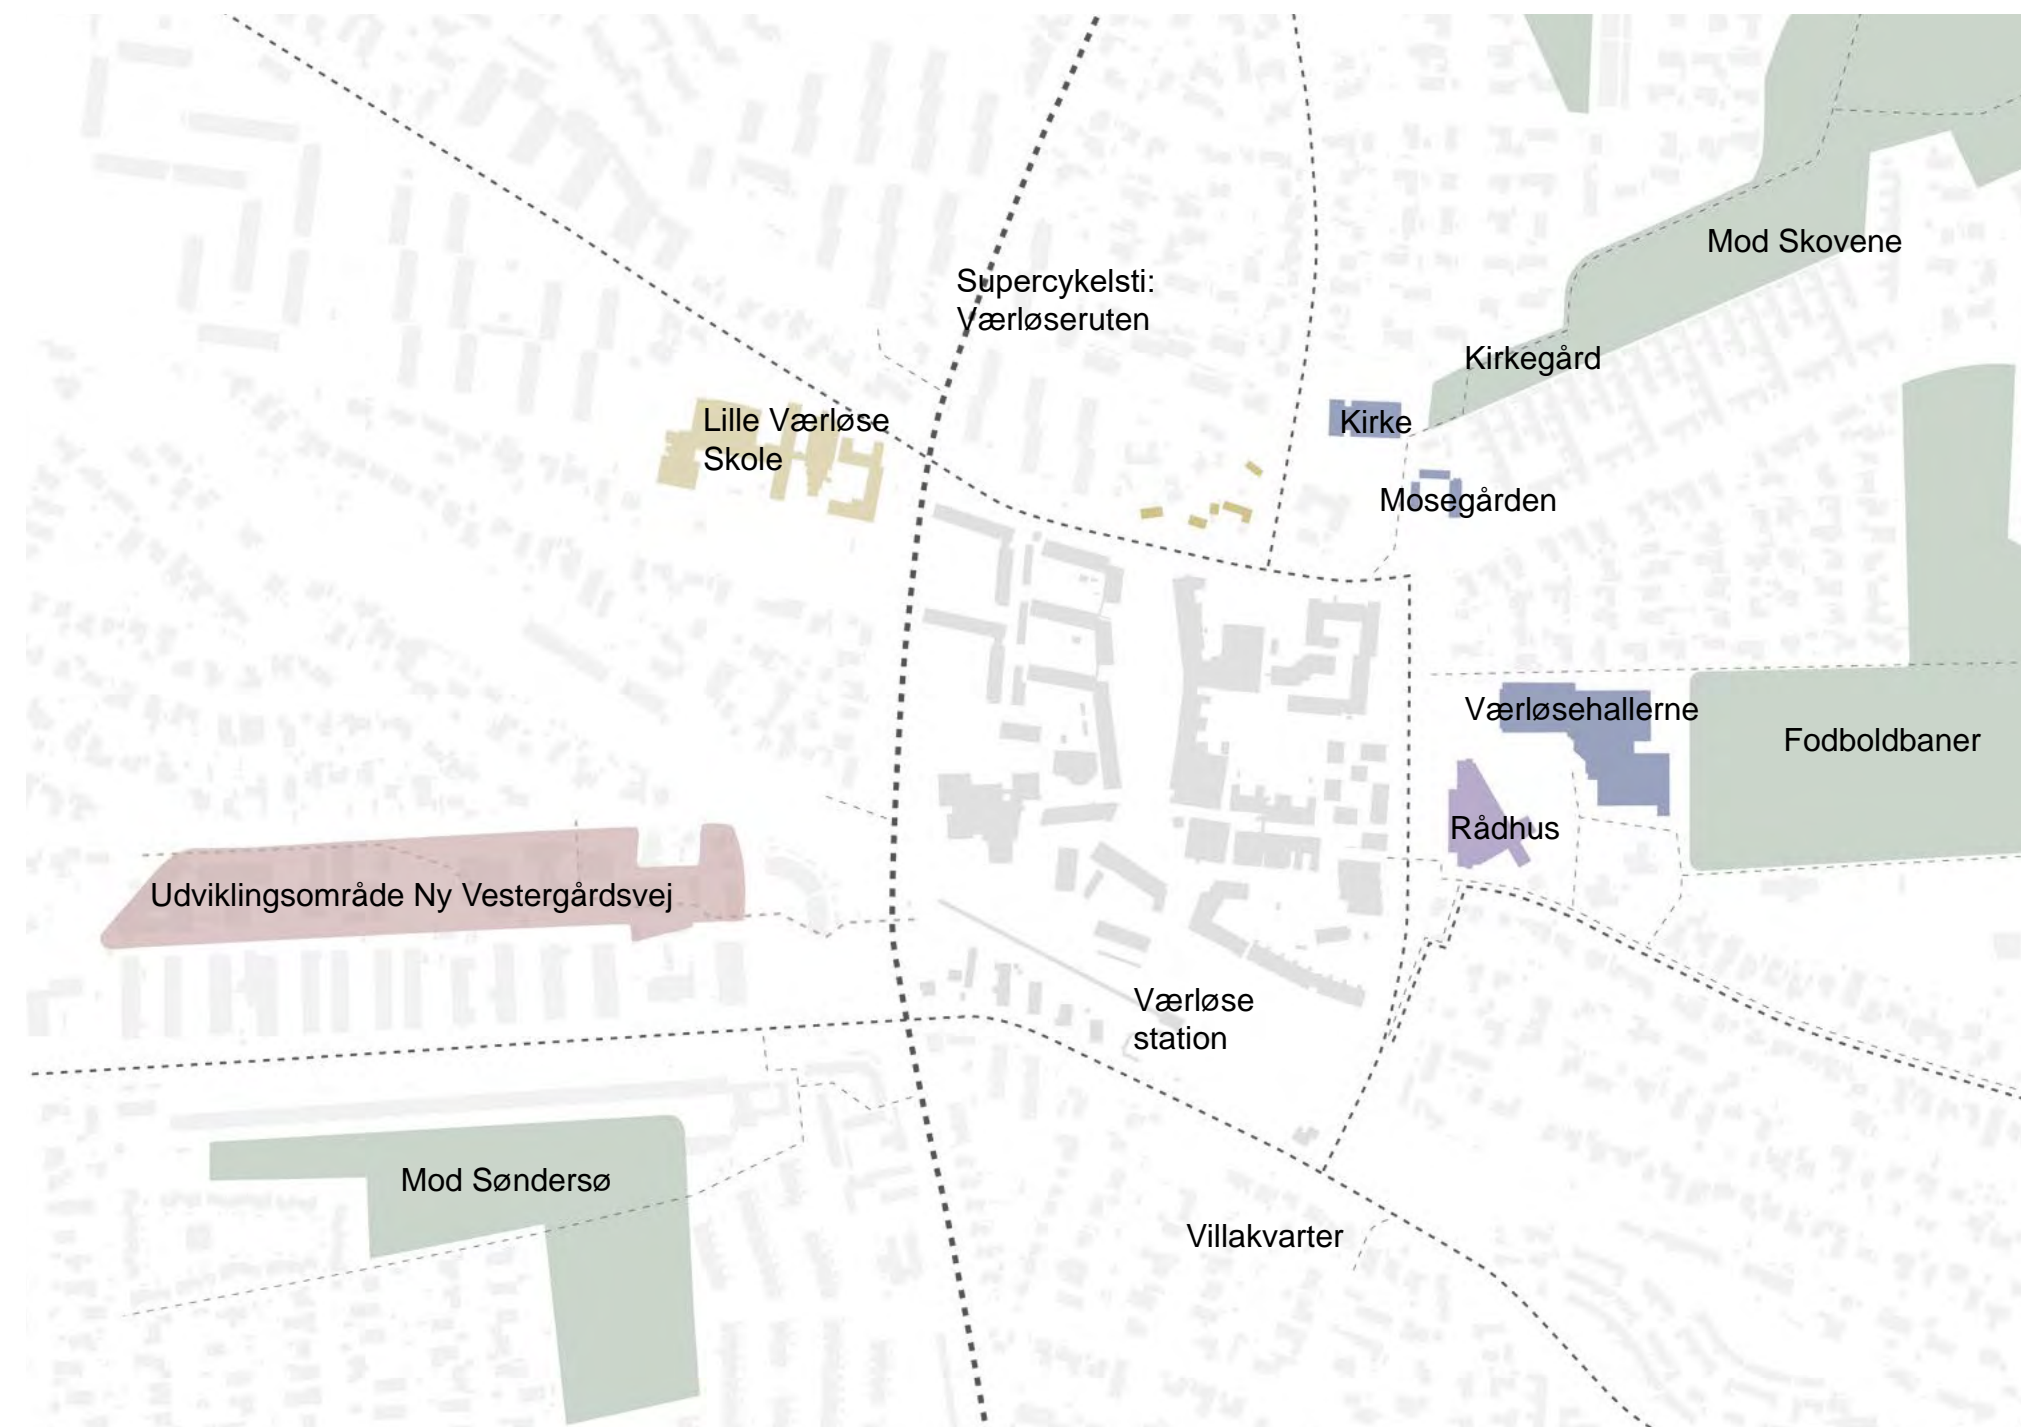 Mod Skovene
Supercykelsti:
Værløseruten
Kirkegård
Lille Værløse
Skole
Kirke
Mosegården
Værløsehallerne
Fodboldbaner
Rådhus
Udviklingsområde Ny Vestergårdsvej
Værløse
station
Mod Søndersø
Villakvarter